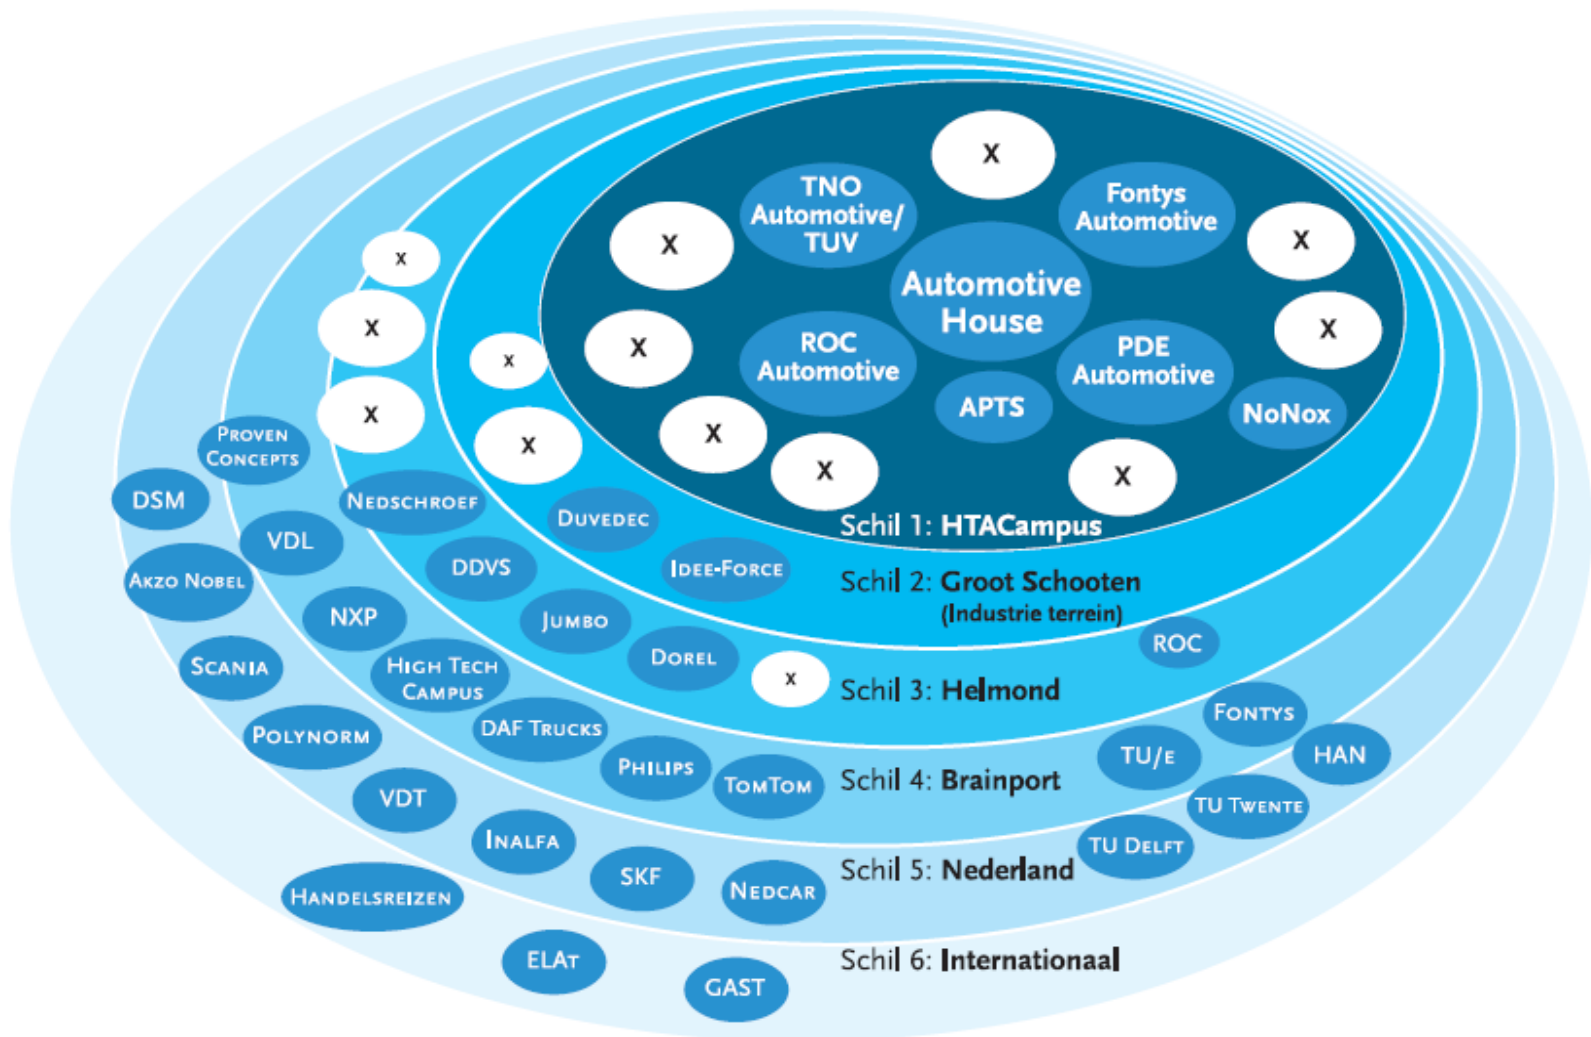 X
TNO
Automotive/
TUV
Fontys
Automotive
X
X
X
Automotive
House
X
X
X
X
ROC
Automotive
PDE
Automotive
X
X
APTS
NoNox
X
X
X
X
X
Proven
Concepts
DSM
Nedschroef
Duvedec
Schil 1: HTACampus
VDL
Akzo Nobel
DDVS
Idee-Force
Schil 2: Groot Schooten
(Industrie terrein)
NXP
Jumbo
ROC
Scania
High Tech
Campus
Dorel
X
Schil 3: Helmond
Polynorm
DAF Trucks
Fontys
Philips
TomTom
Schil 4: Brainport
TU/e
HAN
VDT
TU Twente
Inalfa
TU Delft
SKF
Nedcar
Schil 5: Nederland
Handelsreizen
ELAt
GAST
Schil 6: Internationaal